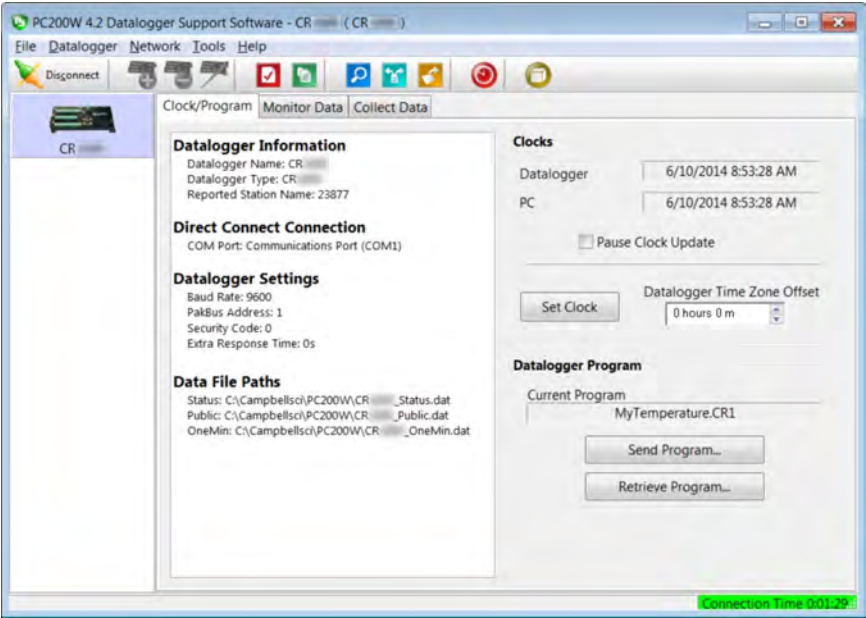 PC200W 4.2 Datalogger Support Software - CR ( CR )
File Datalogger Network Tools Help
Disconnect
CR
Clock/Program Monitor Data Collect Data
Datalogger Information
Datalogger Name: CR
Datalogger Type: CR
Reported Station Name: 23877
Direct Connect Connection
COM Port: Communications Port (COM1)
Datalogger Settings
Baud Rate: 9600
PakBus Address: 1
Security Code: 0
Extra Response Time: 0s
Data File Paths
Status: C:\Campbellsci\PC200W\CR _Status.dat
Public: C:\Campbellsci\PC200W\CR _Public.dat
OneMin: C:\Campbellsci\PC200W\CR _OneMin.dat
Clocks
Datalogger 6/10/2014 8:53:28 AM
PC 6/10/2014 8:53:28 AM
Pause Clock Update
Set Clock
Datalogger Time Zone Offset
0 hours 0 m
Datalogger Program
Current Program
MyTemperature.CR1
Send Program...
Retrieve Program...
Connection Time 0:01:29